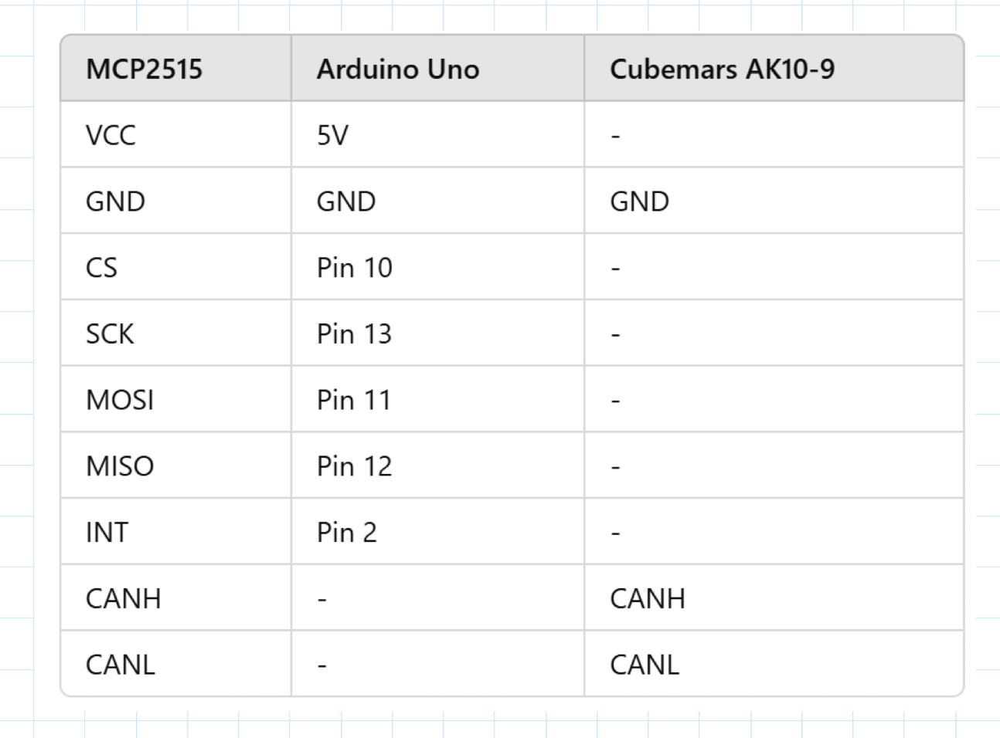 MCP2515 Arduino Uno Cubemars AK10-9
VCC 5V -
GND GND GND
CS Pin 10 -
SCK Pin 13 -
MOSI Pin 11 -
MISO Pin 12 -
INT Pin 2 -
CANH - CANH
CANL - CANL